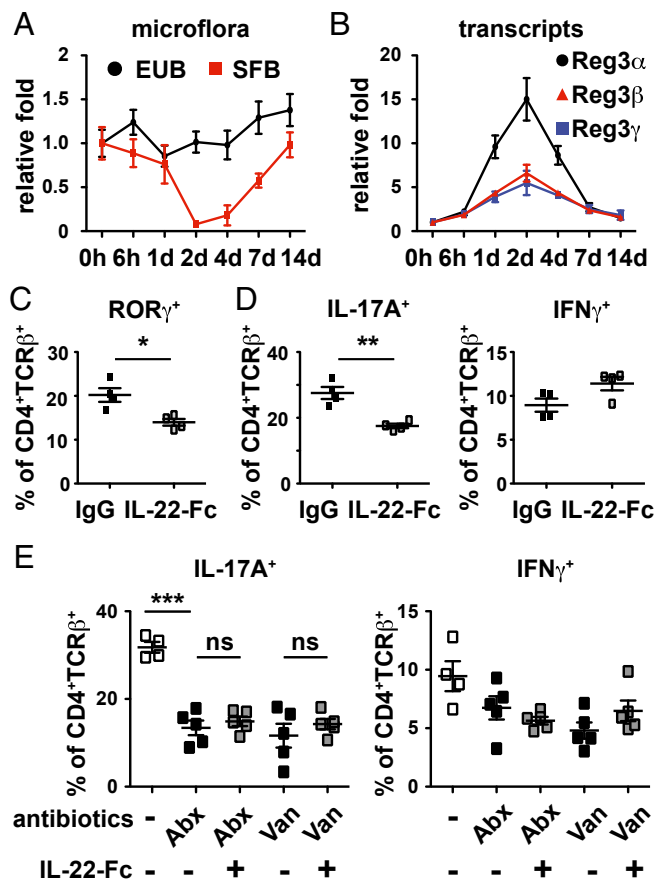 A
microflora
relative fold
2
1.5
1
0.5
0
EUB
SFB
0h 6h 1d 2d 4d 7d 14d
B
transcripts
relative fold
20
15
10
5
0
Reg3α
Reg3β
Reg3γ
0h 6h 1d 2d 4d 7d 14d
C
RORγ+
% of CD4+TCRβ+
30
20
10
0
*
IgG IL-22-Fc
D
IL-17A+
% of CD4+TCRβ+
40
20
0
**
IgG IL-22-Fc
IFNγ+
% of CD4+TCRβ+
15
10
5
0
IgG IL-22-Fc
E
IL-17A+
% of CD4+TCRβ+
40
20
0
***
ns
ns
IFNγ+
% of CD4+TCRβ+
15
10
5
0
antibiotics - Abx Abx Van Van - Abx Abx Van Van
IL-22-Fc - - + - + - - + - +